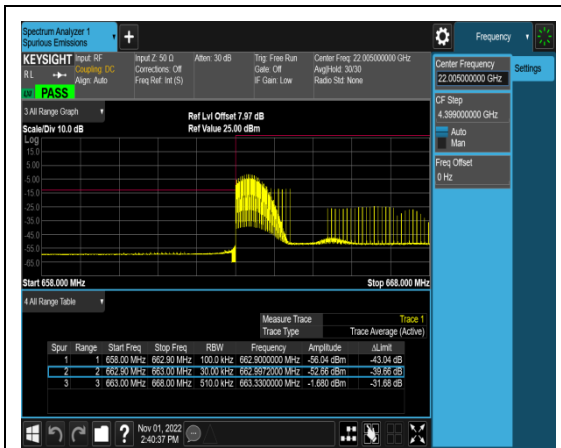 Spectrum Analyzer 1
Spurious Emissions
Frequency
KEYSIGHT
Input: RF
Input Z: 50 Ω
Atten: 30 dB
Trig: Free Run
Center Freq: 22.005000000 GHz
R L
Coupling: DC
Corrections: Off
Gate: Off
Avg|Hold: 30/30
Align: Auto
Freq Ref: Int (S)
IF Gain: Low
Radio Std: None
PASS
Center Frequency
22.005000000 GHz
Settings
CF Step
4.399000000 GHz
Auto
Man
Freq Offset
0 Hz
3 All Range Graph
Ref Lvl Offset 7.97 dB
Scale/Div 10.0 dB
Ref Value 25.00 dBm
Log
15.0
5.00
-5.00
-15.0
-25.0
-35.0
-45.0
-55.0
-65.0
Start 658.000 MHz
Stop 668.000 MHz
4 All Range Table
Measure Trace
Trace 1
Trace Type
Trace Average (Active)
Spur Range Start Freq Stop Freq RBW Frequency Amplitude ΔLimit
1 1 658.00 MHz 662.90 MHz 100.0 kHz 662.9000000 MHz -56.04 dBm -43.04 dB
2 2 662.90 MHz 663.00 MHz 30.00 kHz 662.9972000 MHz -52.66 dBm -39.66 dB
3 3 663.00 MHz 668.00 MHz 510.0 kHz 663.3300000 MHz -1.680 dBm -31.68 dB
?
Nov 01, 2022
2:40:37 PM